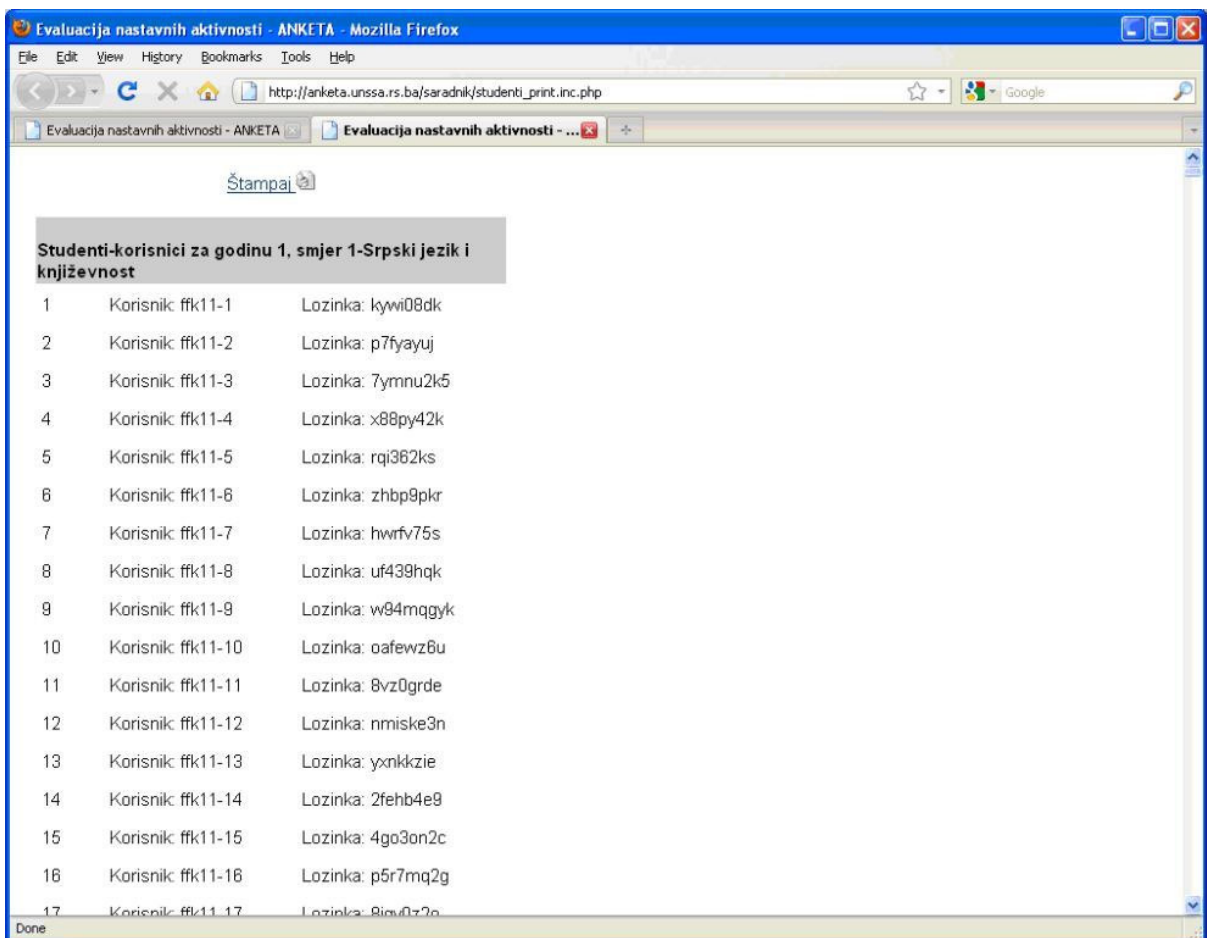 Evaluacija nastavnih aktivnosti - ANKETA - Mozilla Firefox
File Edit View History Bookmarks Tools Help
http://anketa.unssa.rs.ba/saradnik/studenti_print.inc.php Google
Evaluacija nastavnih aktivnosti - ANKETA Evaluacija nastavnih aktivnosti - ...
Štampaj
Studenti-korisnici za godinu 1, smjer 1-Srpski jezik i
književnost
1 Korisnik: ffk11-1 Lozinka: kywi08dk
2 Korisnik: ffk11-2 Lozinka: p7fyayuj
3 Korisnik: ffk11-3 Lozinka: 7ymnu2k5
4 Korisnik: ffk11-4 Lozinka: x88py42k
5 Korisnik: ffk11-5 Lozinka: rqi362ks
6 Korisnik: ffk11-6 Lozinka: zhbp9pkr
7 Korisnik: ffk11-7 Lozinka: hwrfv75s
8 Korisnik: ffk11-8 Lozinka: uf439hqk
9 Korisnik: ffk11-9 Lozinka: w94mqgyk
10 Korisnik: ffk11-10 Lozinka: oafewz6u
11 Korisnik: ffk11-11 Lozinka: 8vz0grde
12 Korisnik: ffk11-12 Lozinka: nmiske3n
13 Korisnik: ffk11-13 Lozinka: yxnkkzie
14 Korisnik: ffk11-14 Lozinka: 2fehb4e9
15 Korisnik: ffk11-15 Lozinka: 4go3on2c
16 Korisnik: ffk11-16 Lozinka: p5r7mq2g
17 Korisnik: ffk11-17 Lozinka:
Done